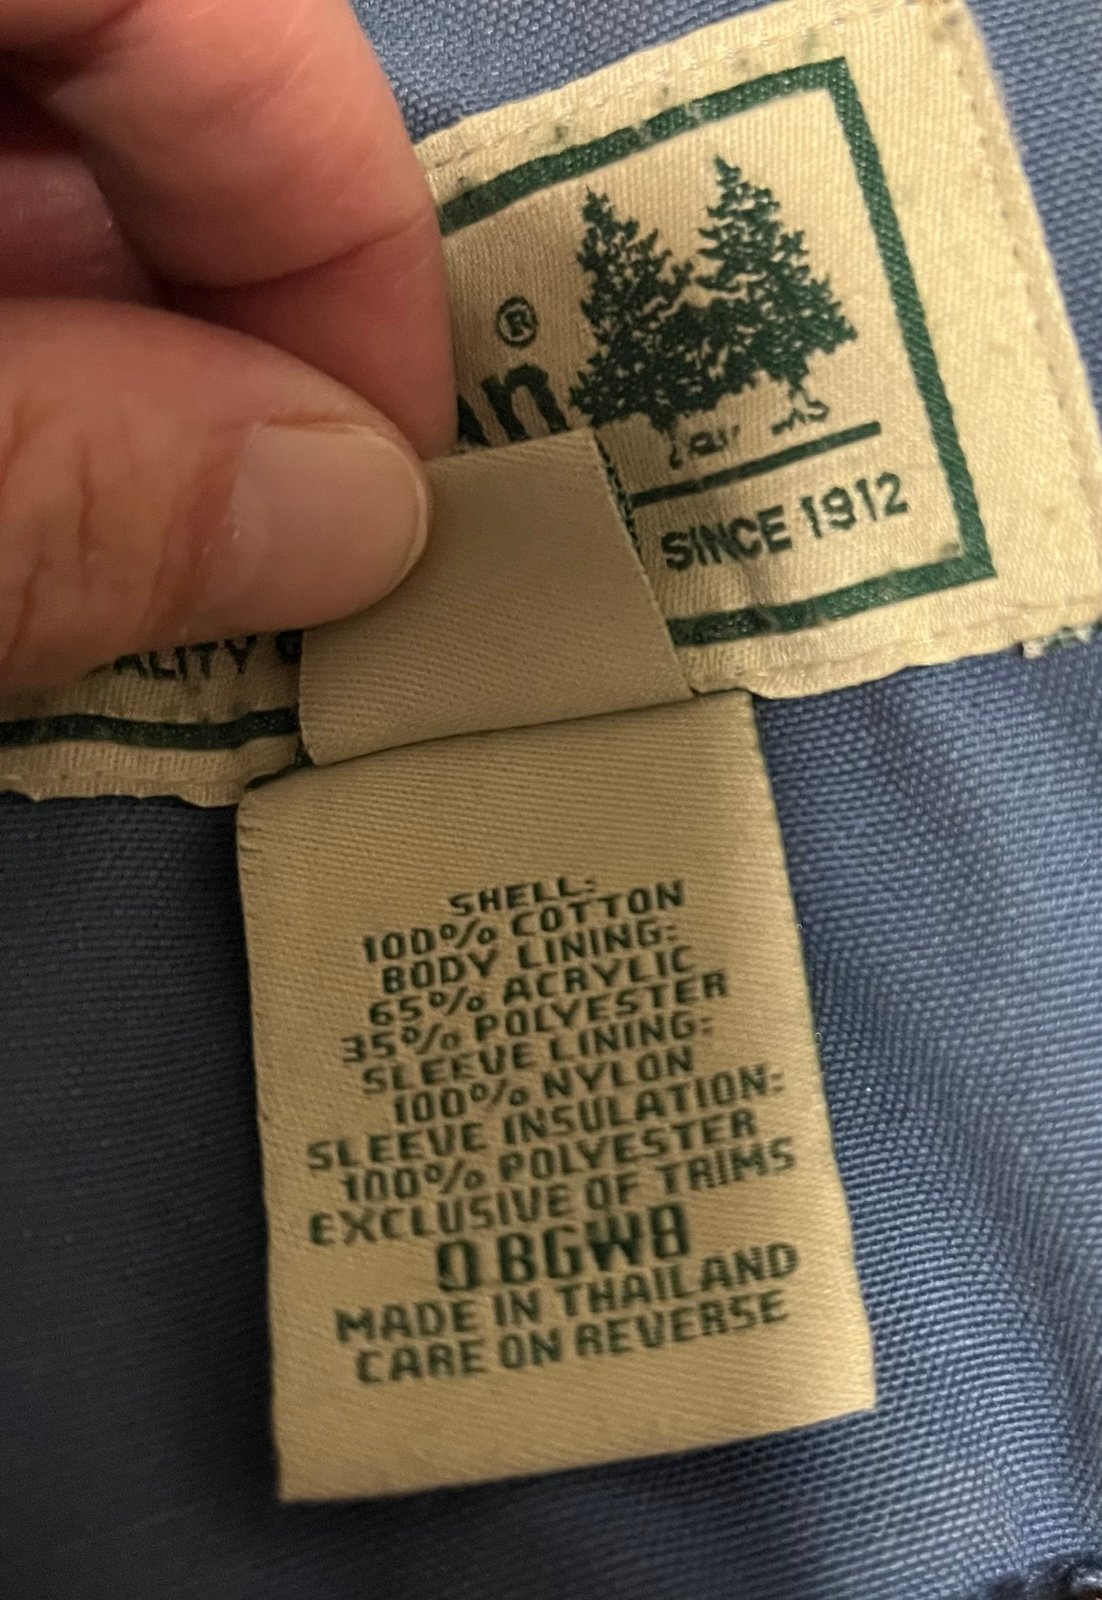 ®
an
SINCE 1912
ALITY
SHELL:
100% COTTON
BODY LINING:
65% ACRYLIC
35% POLYESTER
SLEEVE LINING:
100% NYLON
SLEEVE INSULATION:
100% POLYESTER
EXCLUSIVE OF TRIMS
0BGW8
MADE IN THAILAND
CARE ON REVERSE